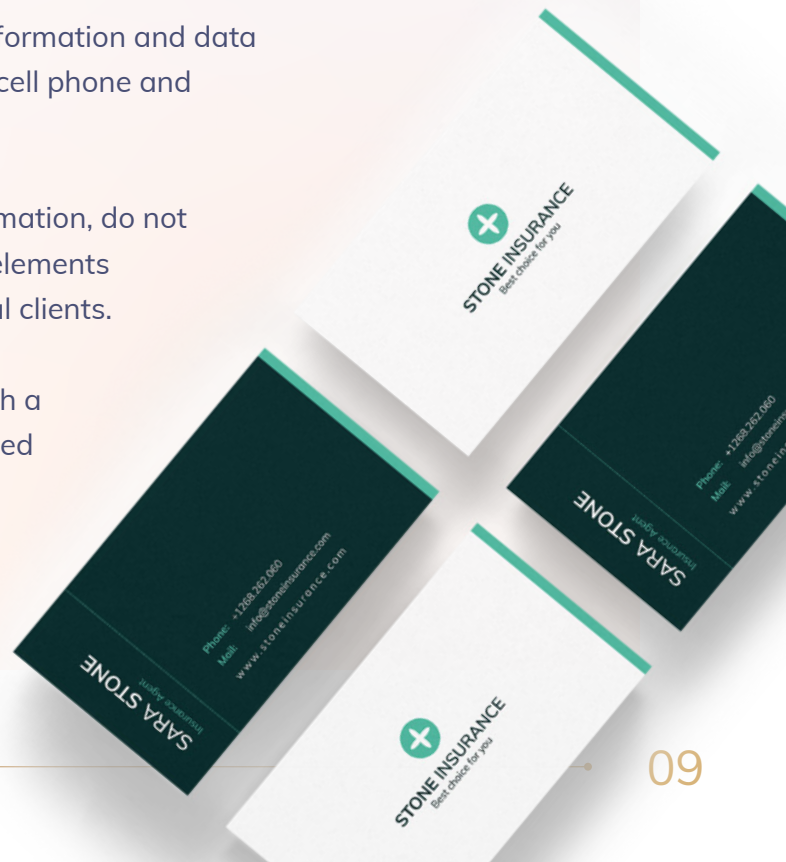 formation and data
cell phone and
mation, do not
elements
l clients.
h a
ed
STONE INSURANCE
Best choice for you
Phone: +1268.262.060
Mail: info@stonein
www.stonein
SARA STONE
Insurance Agent
Phone: +1268.262.060
Mail: info@stoneinsurance.com
www.stoneinsurance.com
SARA STONE
Insurance Agent
STONE INSURANCE
Best choice for you
09